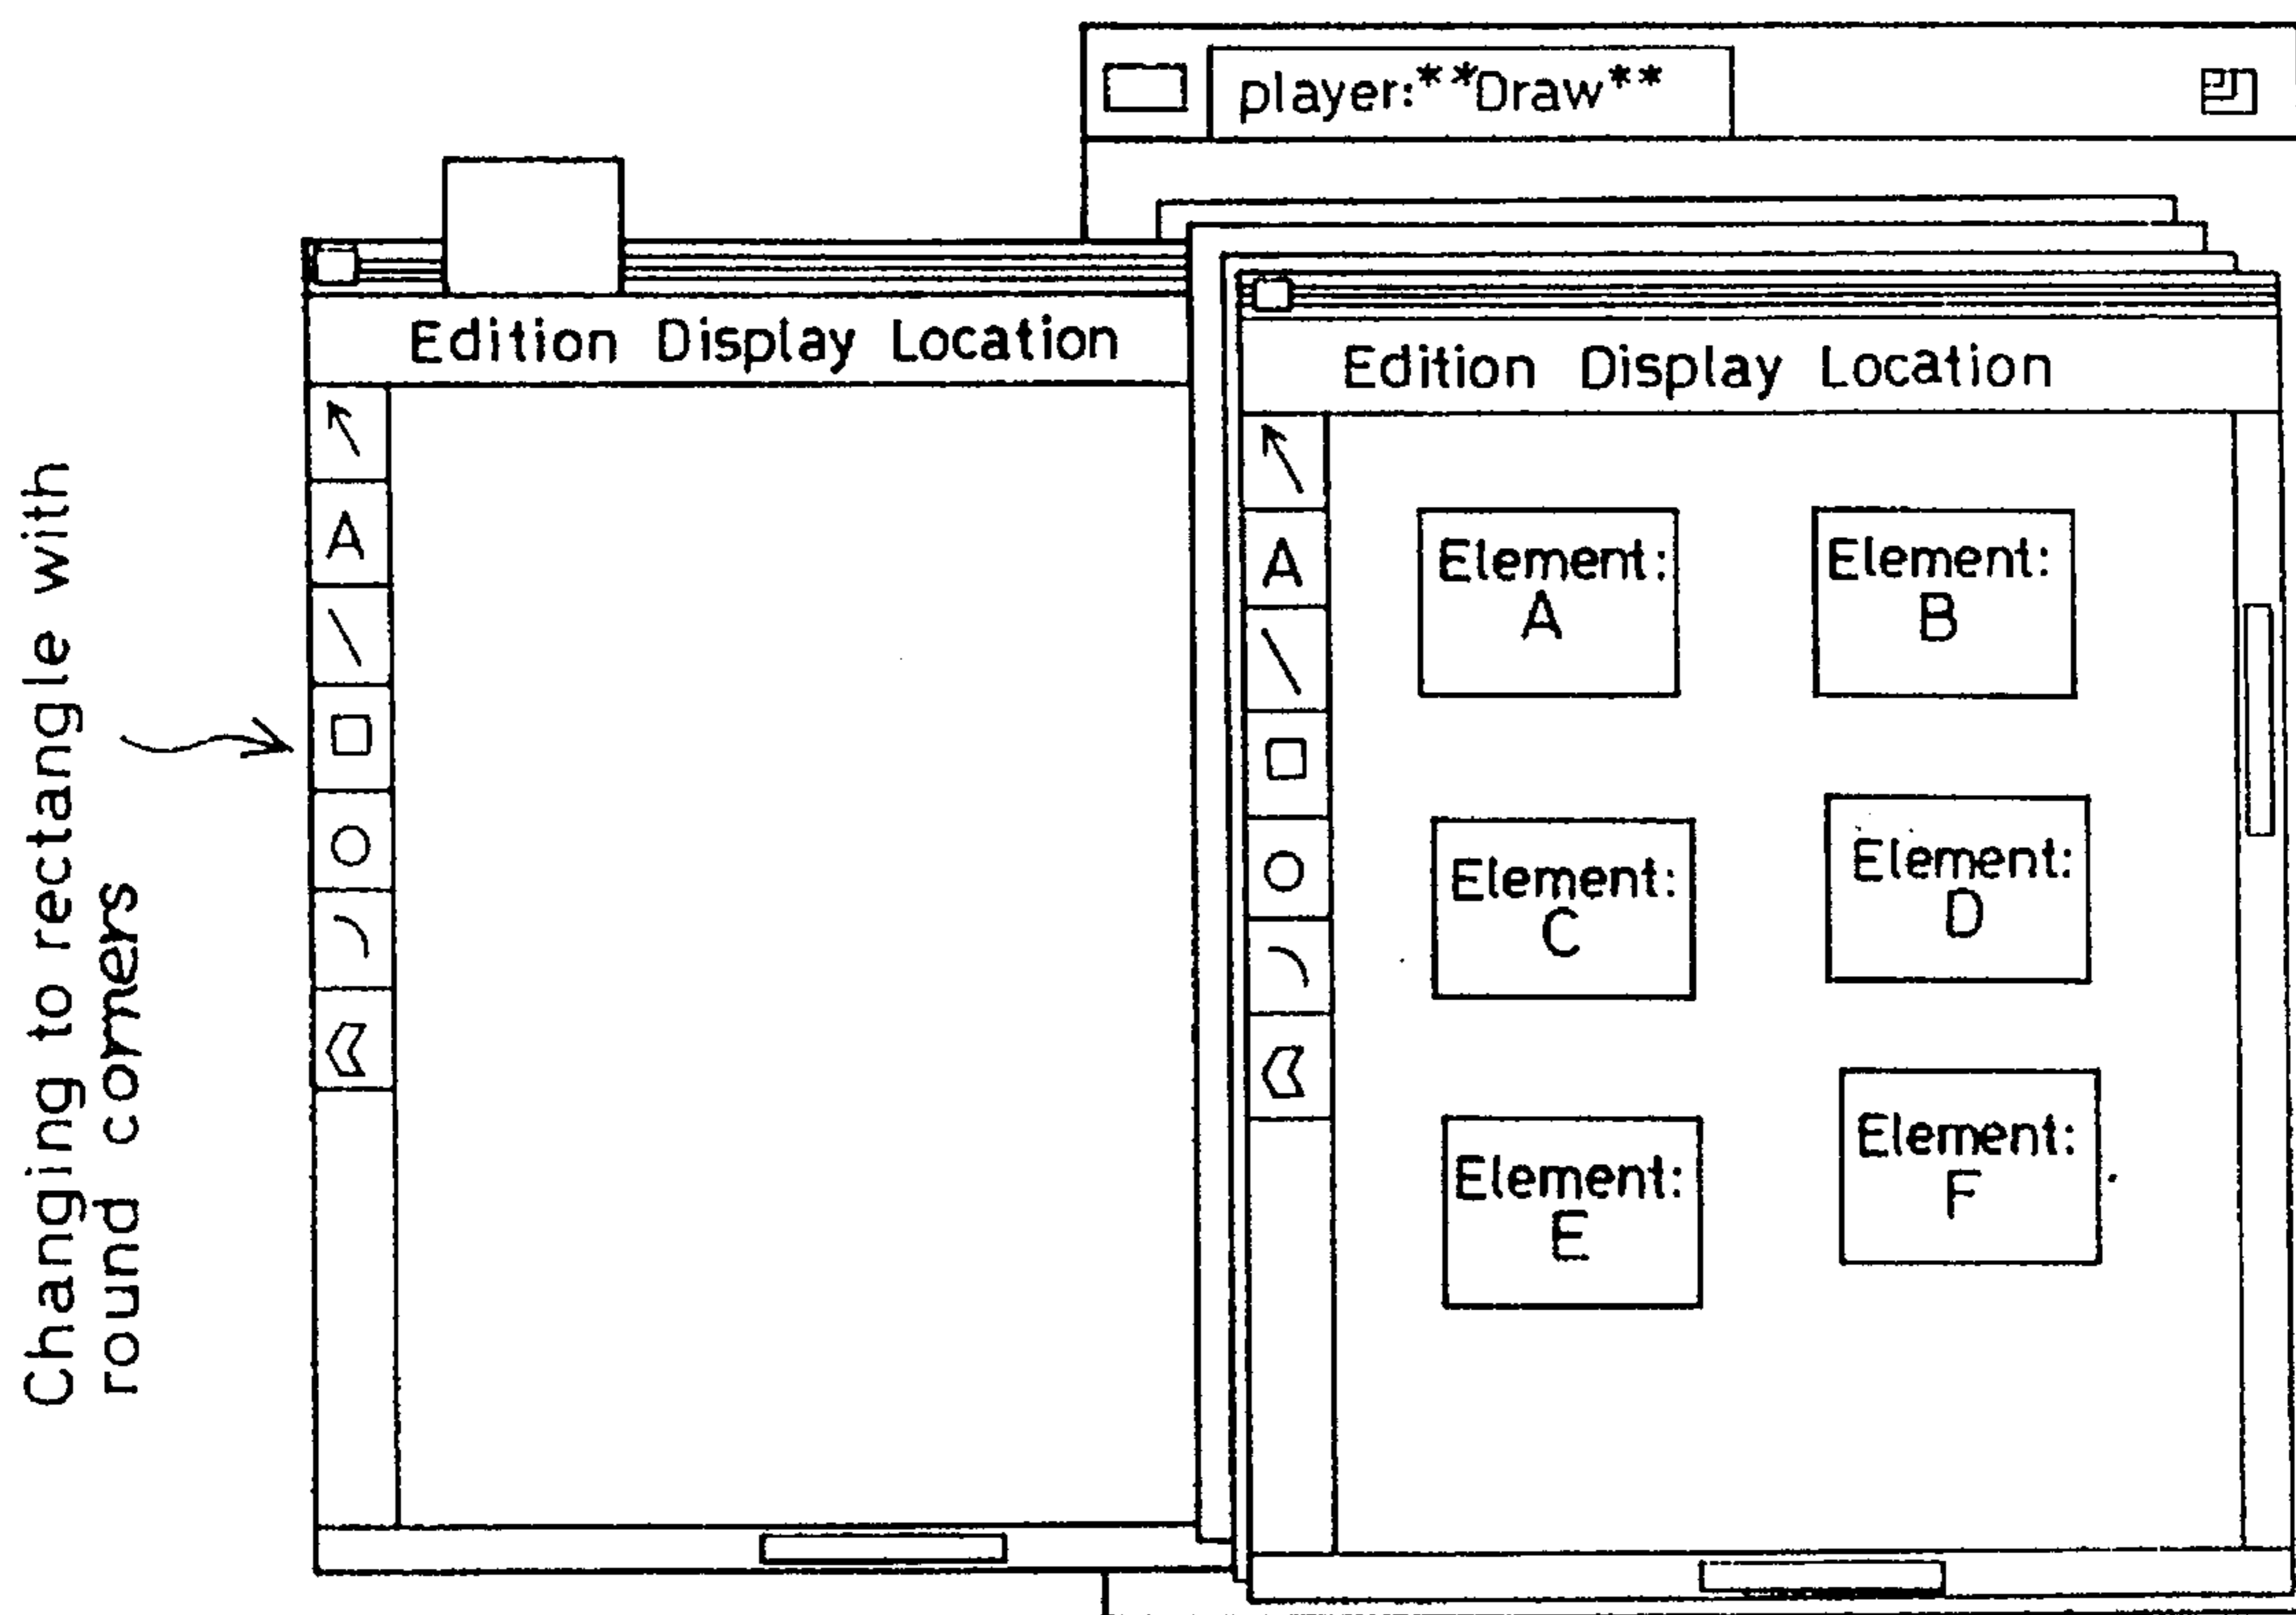 player:**Draw**
Edition Display Location
A
Changing to rectangle with
round corners
Edition Display Location
A
Element:
A
Element:
B
Element:
C
Element:
D
Element:
E
Element:
F